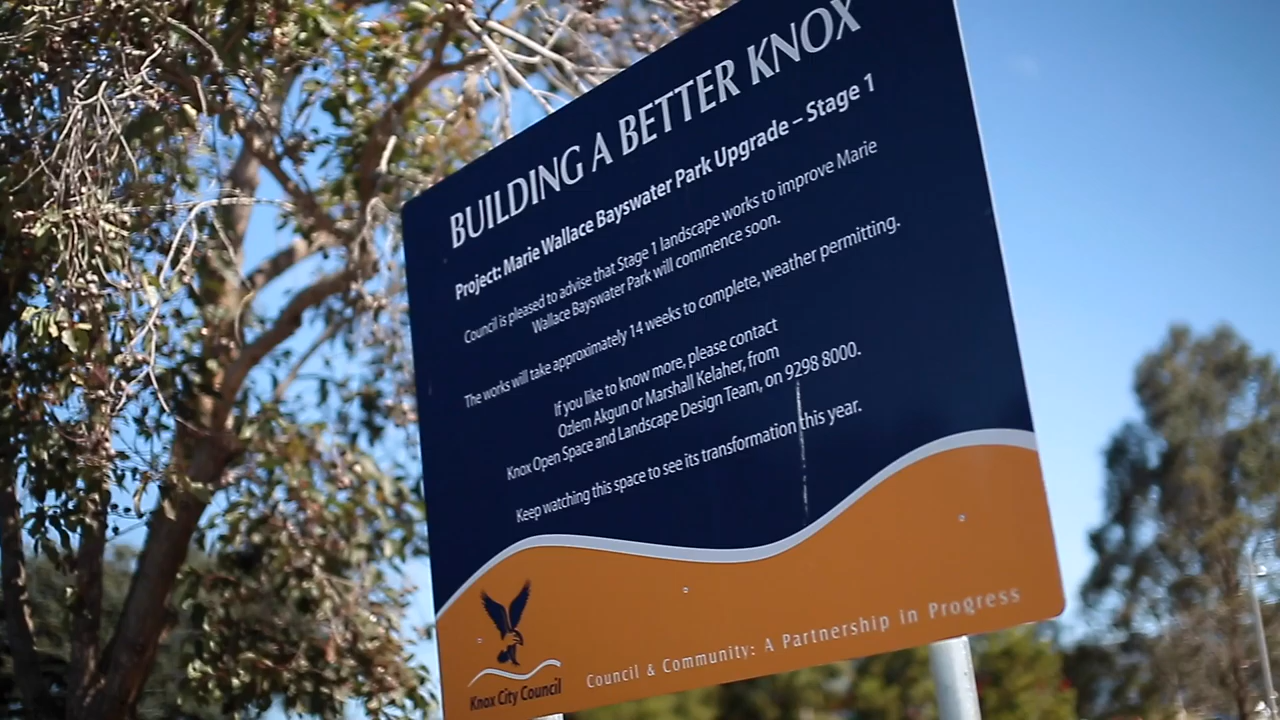 BUILDING A BETTER KNOX
Project: Marie Wallace Bayswater Park Upgrade – Stage 1
Council is pleased to advise that Stage 1 landscape works to improve Marie
Wallace Bayswater Park will commence soon.
The works will take approximately 14 weeks to complete, weather permitting.
If you like to know more, please contact
Ozlem Akgun or Marshall Kelaher, from
Knox Open Space and Landscape Design Team, on 9298 8000.
Keep watching this space to see its transformation this year.
Knox City Council
Council & Community: A Partnership in Progress